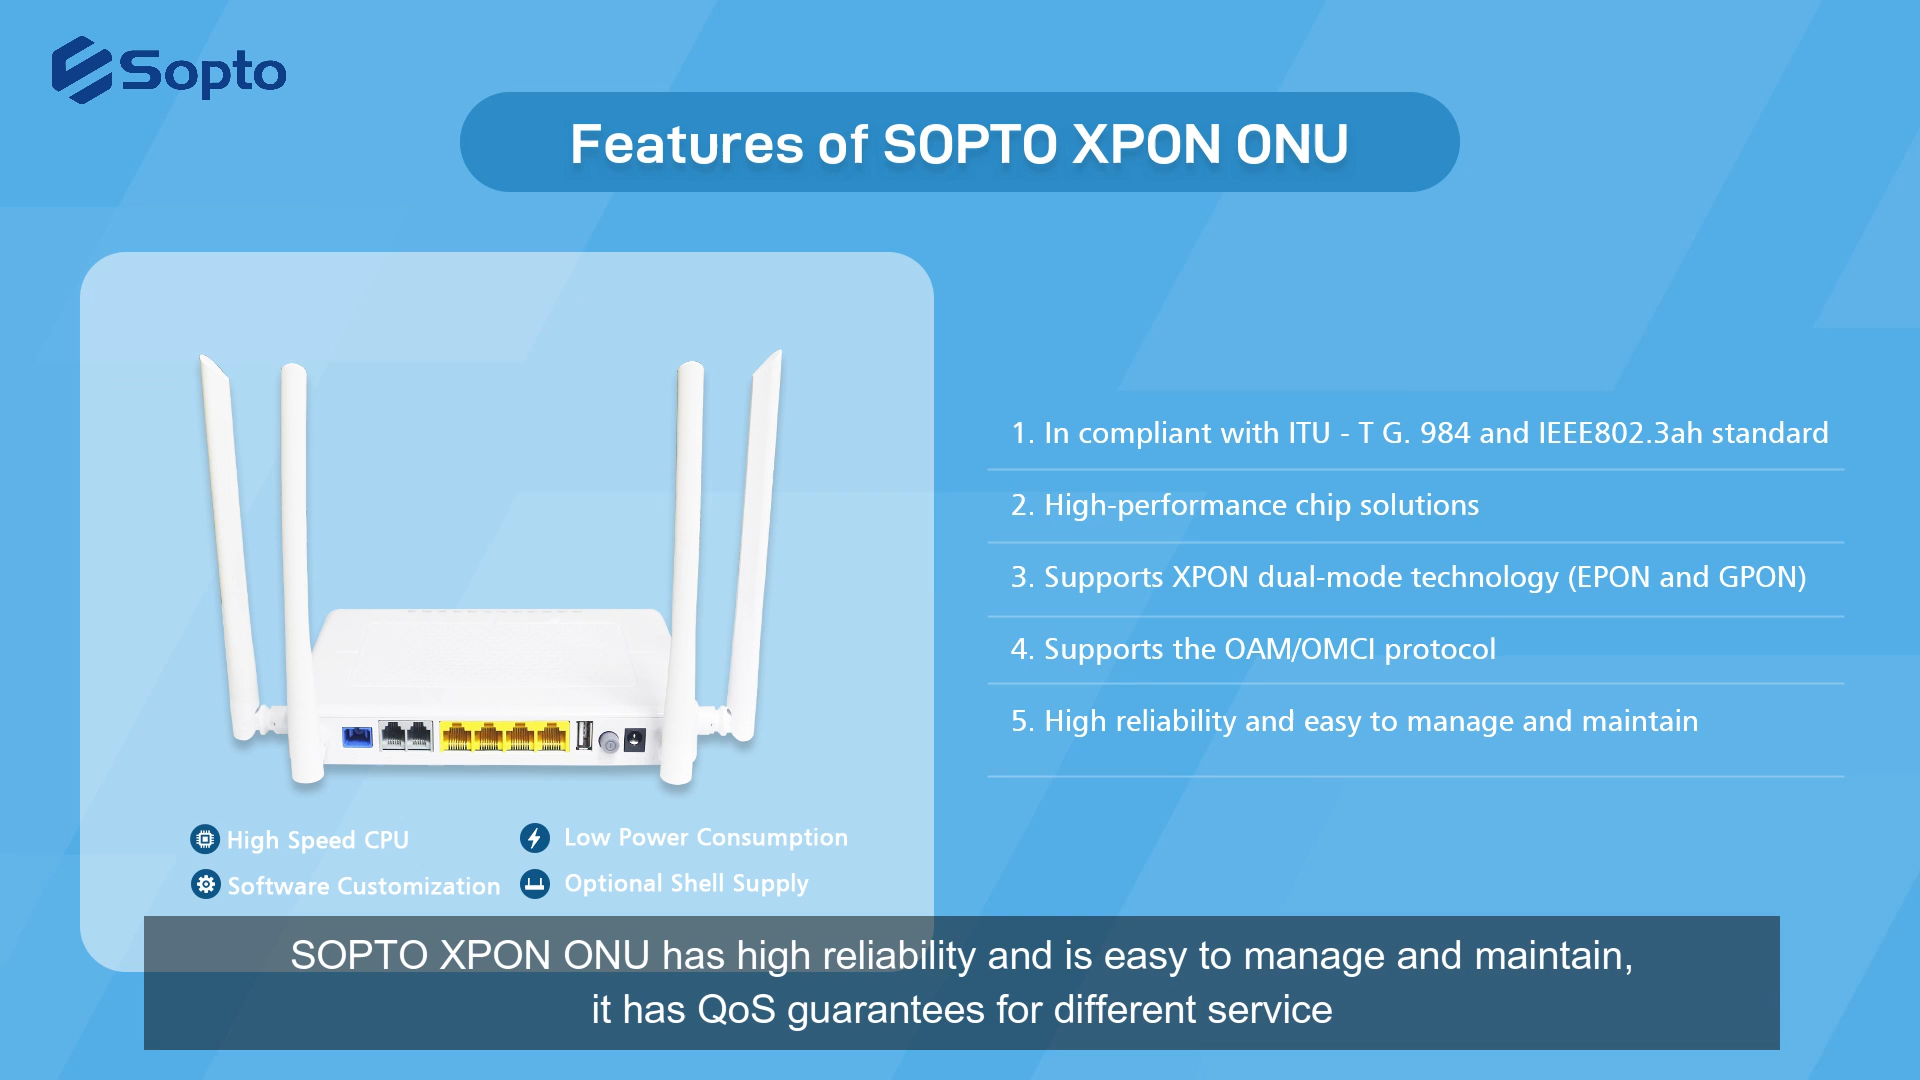 Sopto
Features of SOPTO XPON ONU
1. In compliant with ITU - T G. 984 and IEEE802.3ah standard
2. High-performance chip solutions
3. Supports XPON dual-mode technology (EPON and GPON)
4. Supports the OAM/OMCI protocol
5. High reliability and easy to manage and maintain
High Speed CPU
Low Power Consumption
Software Customization
Optional Shell Supply
SOPTO XPON ONU has high reliability and is easy to manage and maintain,
it has QoS guarantees for different service